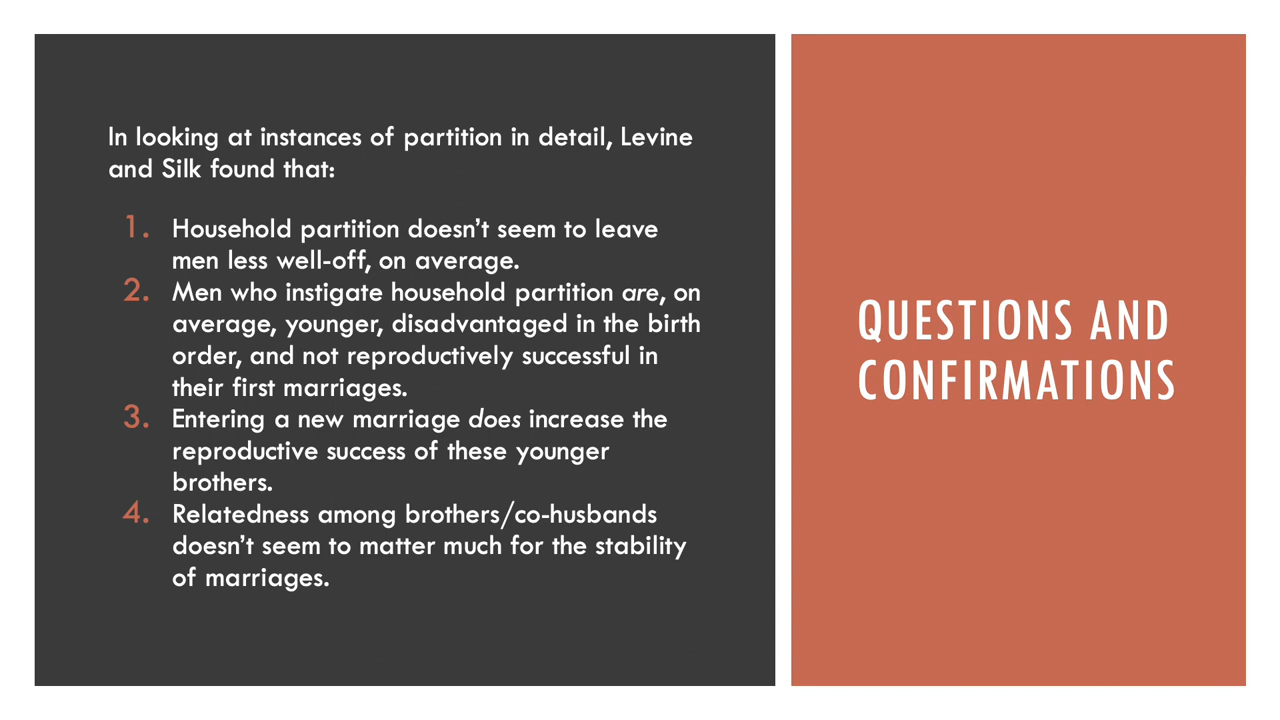 In looking at instances of partition in detail, Levine
and Silk found that:
1. Household partition doesn’t seem to leave
men less well-off, on average.
2. Men who instigate household partition are, on
average, younger, disadvantaged in the birth
order, and not reproductively successful in
their first marriages.
3. Entering a new marriage does increase the
reproductive success of these younger
brothers.
4. Relatedness among brothers/co-husbands
doesn’t seem to matter much for the stability
of marriages.
QUESTIONS AND
CONFIRMATIONS